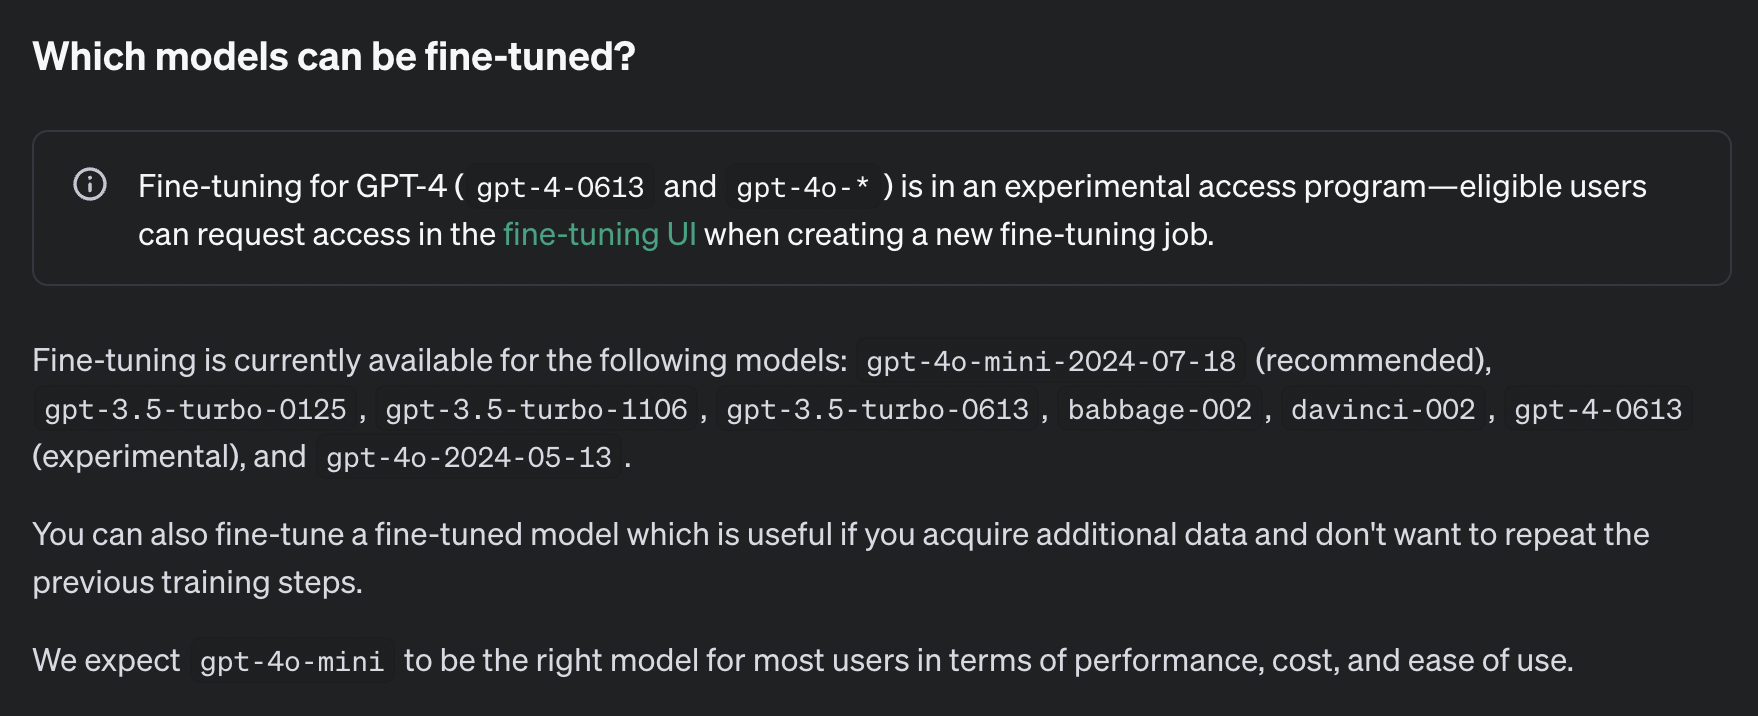 Which models can be fine-tuned?
Fine-tuning for GPT-4 ( gpt-4-0613 and gpt-4o-* ) is in an experimental access program—eligible users
can request access in the fine-tuning UI when creating a new fine-tuning job.
Fine-tuning is currently available for the following models: gpt-4o-mini-2024-07-18 (recommended),
gpt-3.5-turbo-0125 , gpt-3.5-turbo-1106 , gpt-3.5-turbo-0613 , babbage-002 , davinci-002 , gpt-4-0613
(experimental), and gpt-4o-2024-05-13 .
You can also fine-tune a fine-tuned model which is useful if you acquire additional data and don't want to repeat the
previous training steps.
We expect gpt-4o-mini to be the right model for most users in terms of performance, cost, and ease of use.